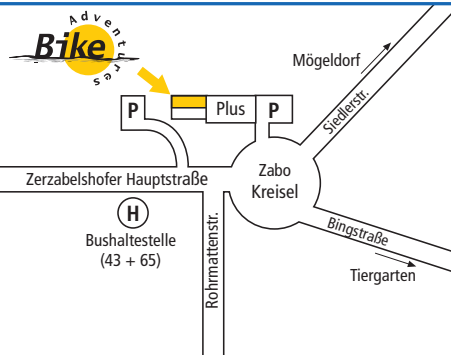 Adventures
Bike
Mögeldorf
Siedlerstr.
P
Plus
P
Zerzabelshofer Hauptstraße
Zabo
Kreisel
H
Bushaltestelle
(43 + 65)
Rohrmattenstr.
Bingstraße
Tiergarten